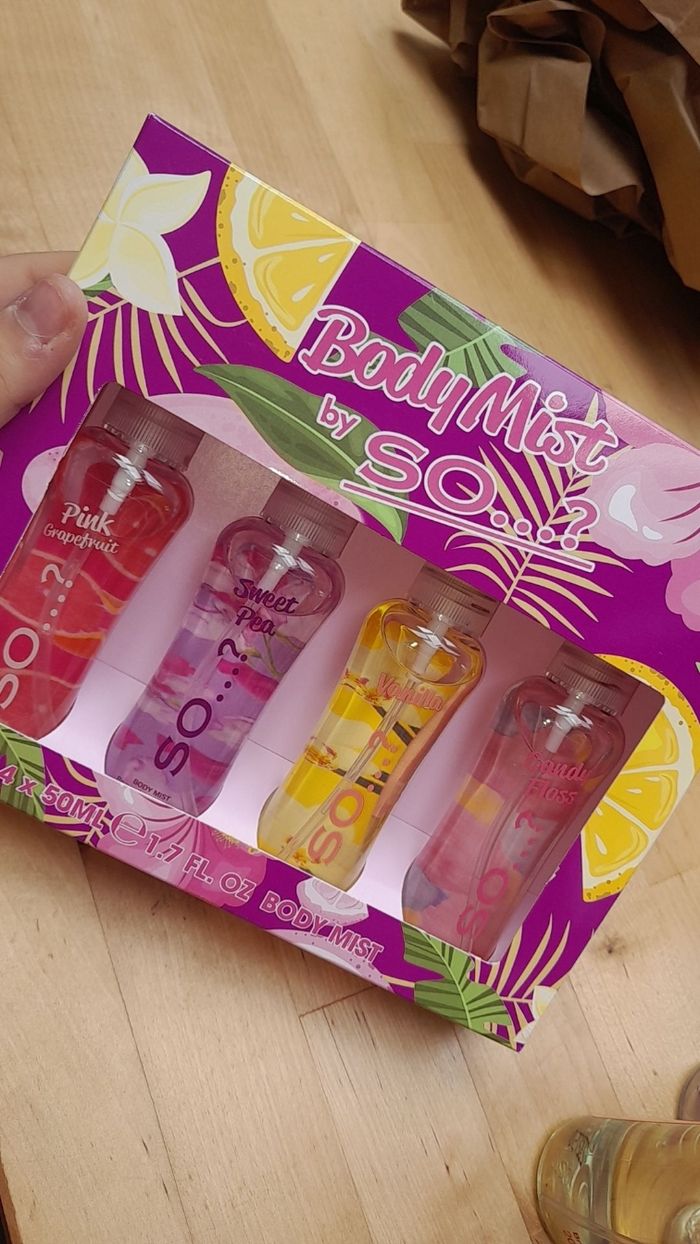 Body Mist
by
SO...?
Pink
Grapefruit
SO...?
Sweet
Pea
SO...?
BODY MIST
Vanilla
SO...?
Candy
Floss
SO...?
4 x 50ML e 1.7 FL. OZ BODY MIST